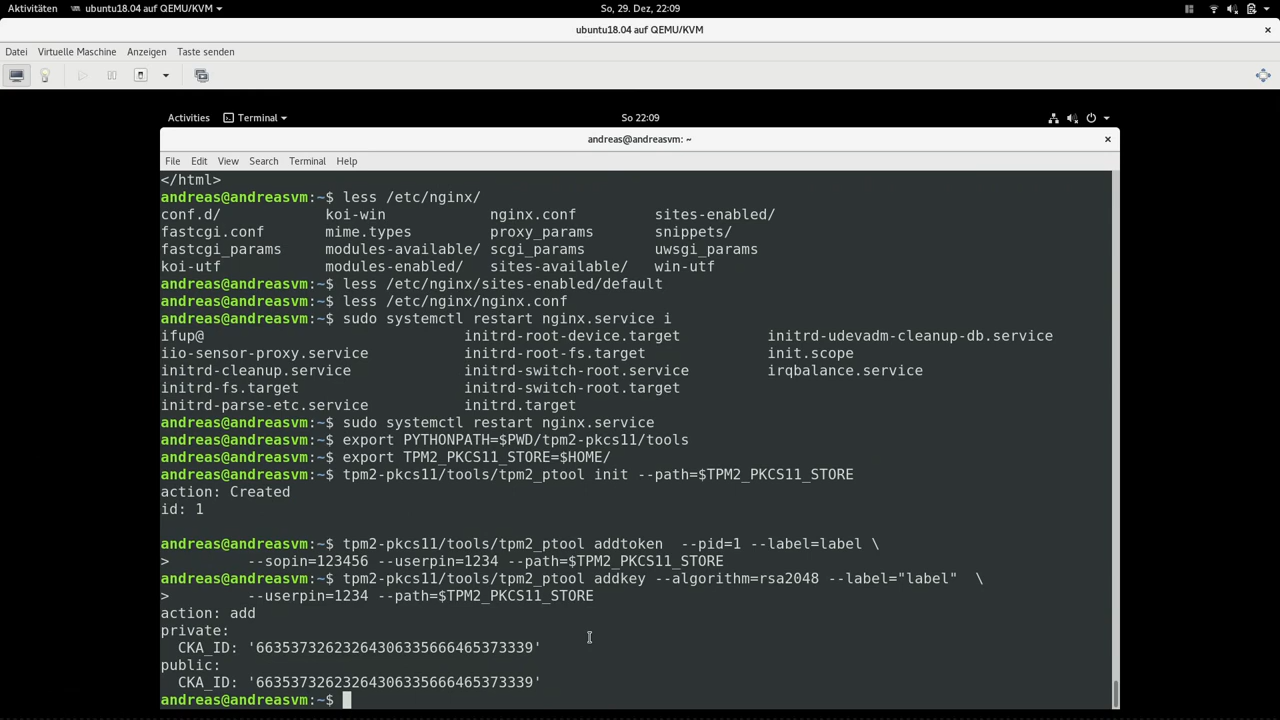 Aktivitäten ubuntu18.04 auf QEMU/KVM So, 29. Dez, 22:09
ubuntu18.04 auf QEMU/KVM ×
Datei Virtuelle Maschine Anzeigen Taste senden
Activities Terminal So 22:09
andreas@andreasvm: ~ ×
File Edit View Search Terminal Help
</html>
andreas@andreasvm:~$ less /etc/nginx/
conf.d/ koi-win nginx.conf sites-enabled/
fastcgi.conf mime.types proxy_params snippets/
fastcgi_params modules-available/ scgi_params uwsgi_params
koi-utf modules-enabled/ sites-available/ win-utf
andreas@andreasvm:~$ less /etc/nginx/sites-enabled/default
andreas@andreasvm:~$ less /etc/nginx/nginx.conf
andreas@andreasvm:~$ sudo systemctl restart nginx.service i
ifup@ initrd-root-device.target initrd-udevadm-cleanup-db.service
iio-sensor-proxy.service initrd-root-fs.target init.scope
initrd-cleanup.service initrd-switch-root.service irqbalance.service
initrd-fs.target initrd-switch-root.target
initrd-parse-etc.service initrd.target
andreas@andreasvm:~$ sudo systemctl restart nginx.service
andreas@andreasvm:~$ export PYTHONPATH=$PWD/tpm2-pkcs11/tools
andreas@andreasvm:~$ export TPM2_PKCS11_STORE=$HOME/
andreas@andreasvm:~$ tpm2-pkcs11/tools/tpm2_ptool init --path=$TPM2_PKCS11_STORE
action: Created
id: 1
andreas@andreasvm:~$ tpm2-pkcs11/tools/tpm2_ptool addtoken --pid=1 --label=label \
> --sopin=123456 --userpin=1234 --path=$TPM2_PKCS11_STORE
andreas@andreasvm:~$ tpm2-pkcs11/tools/tpm2_ptool addkey --algorithm=rsa2048 --label="label" \
> --userpin=1234 --path=$TPM2_PKCS11_STORE
action: add
private:
CKA_ID: '66353732623264306335666465373339'
public:
CKA_ID: '66353732623264306335666465373339'
andreas@andreasvm:~$